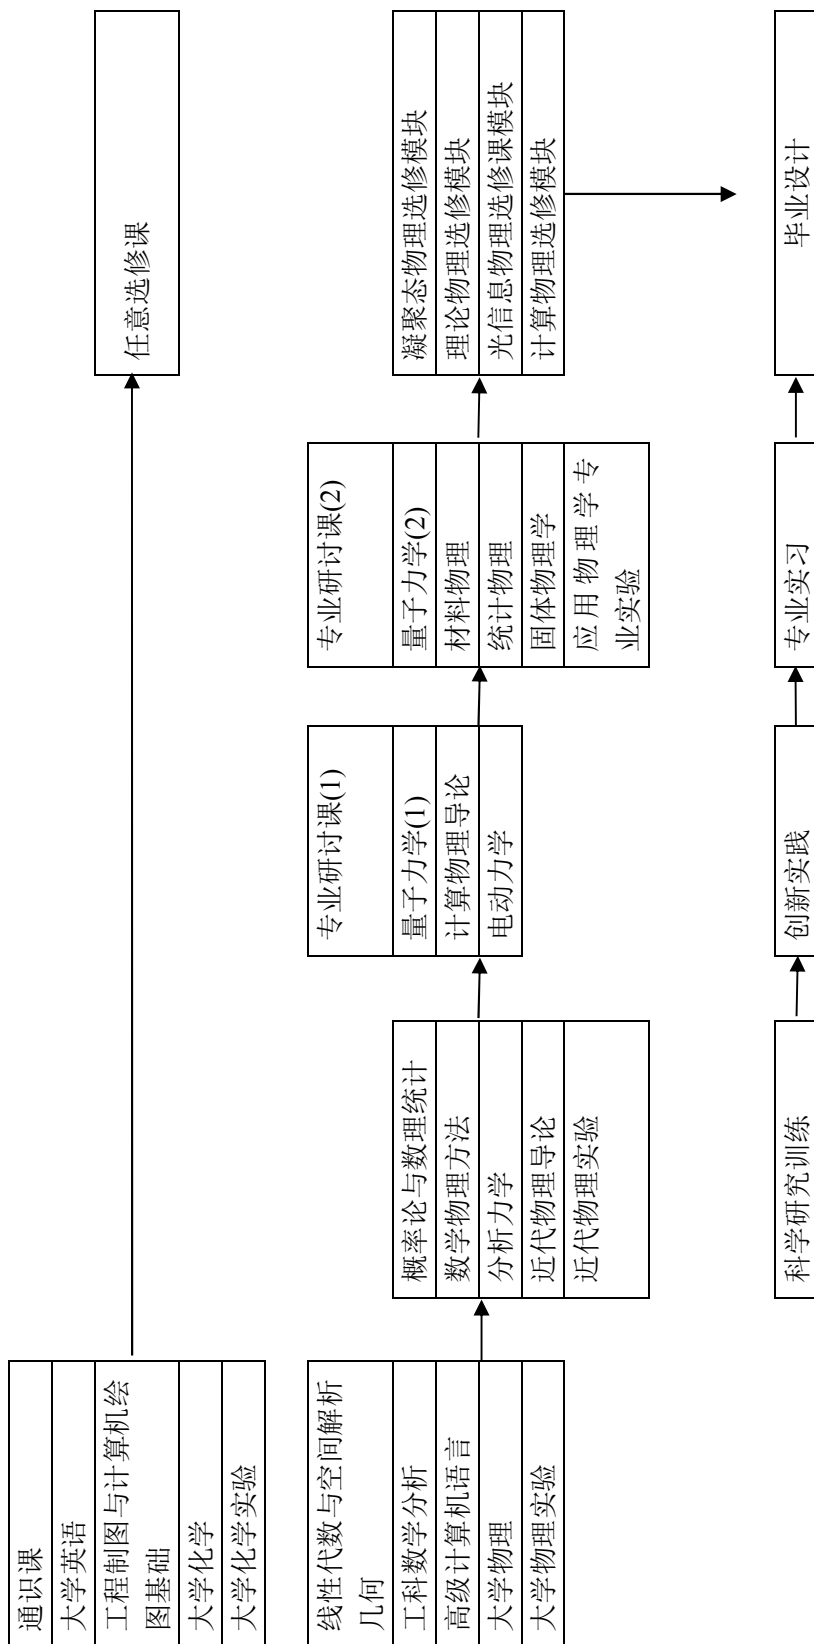 通识课
大学英语
工程制图与计算机绘
图基础
大学化学
大学化学实验
任意选修课
线性代数与空间解析
几何
工科数学分析
高级计算机语言
大学物理
大学物理实验
概率论与数理统计
数学物理方法
分析力学
近代物理导论
近代物理实验
专业研讨课(1)
量子力学(1)
计算物理导论
电动力学
专业研讨课(2)
量子力学(2)
材料物理
统计物理
固体物理学
应用物理学专
业实验
凝聚态物理选修模块
理论物理选修模块
光信息物理选修课模块
计算物理选修模块
科学研究训练
创新实践
专业实习
毕业设计